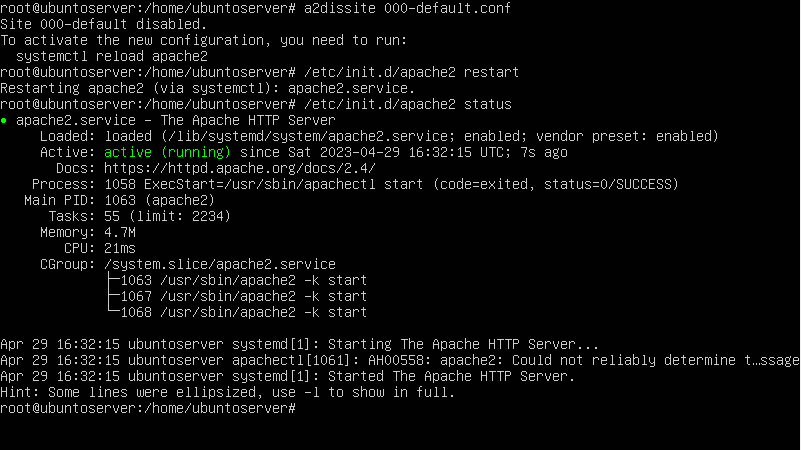 root@ubuntoserver:/home/ubuntoserver# a2dissite 000-default.conf
Site 000-default disabled.
To activate the new configuration, you need to run:
  systemctl reload apache2
root@ubuntoserver:/home/ubuntoserver# /etc/init.d/apache2 restart
Restarting apache2 (via systemctl): apache2.service.
root@ubuntoserver:/home/ubuntoserver# /etc/init.d/apache2 status
● apache2.service - The Apache HTTP Server
     Loaded: loaded (/lib/systemd/system/apache2.service; enabled; vendor preset: enabled)
     Active: active (running) since Sat 2023-04-29 16:32:15 UTC; 7s ago
       Docs: https://httpd.apache.org/docs/2.4/
    Process: 1058 ExecStart=/usr/sbin/apachectl start (code=exited, status=0/SUCCESS)
   Main PID: 1063 (apache2)
      Tasks: 55 (limit: 2234)
     Memory: 4.7M
        CPU: 21ms
     CGroup: /system.slice/apache2.service
             ├─1063 /usr/sbin/apache2 -k start
             ├─1067 /usr/sbin/apache2 -k start
             └─1068 /usr/sbin/apache2 -k start

Apr 29 16:32:15 ubuntoserver systemd[1]: Starting The Apache HTTP Server...
Apr 29 16:32:15 ubuntoserver apachectl[1061]: AH00558: apache2: Could not reliably determine t…ssage
Apr 29 16:32:15 ubuntoserver systemd[1]: Started The Apache HTTP Server.
Hint: Some lines were ellipsized, use -l to show in full.
root@ubuntoserver:/home/ubuntoserver#